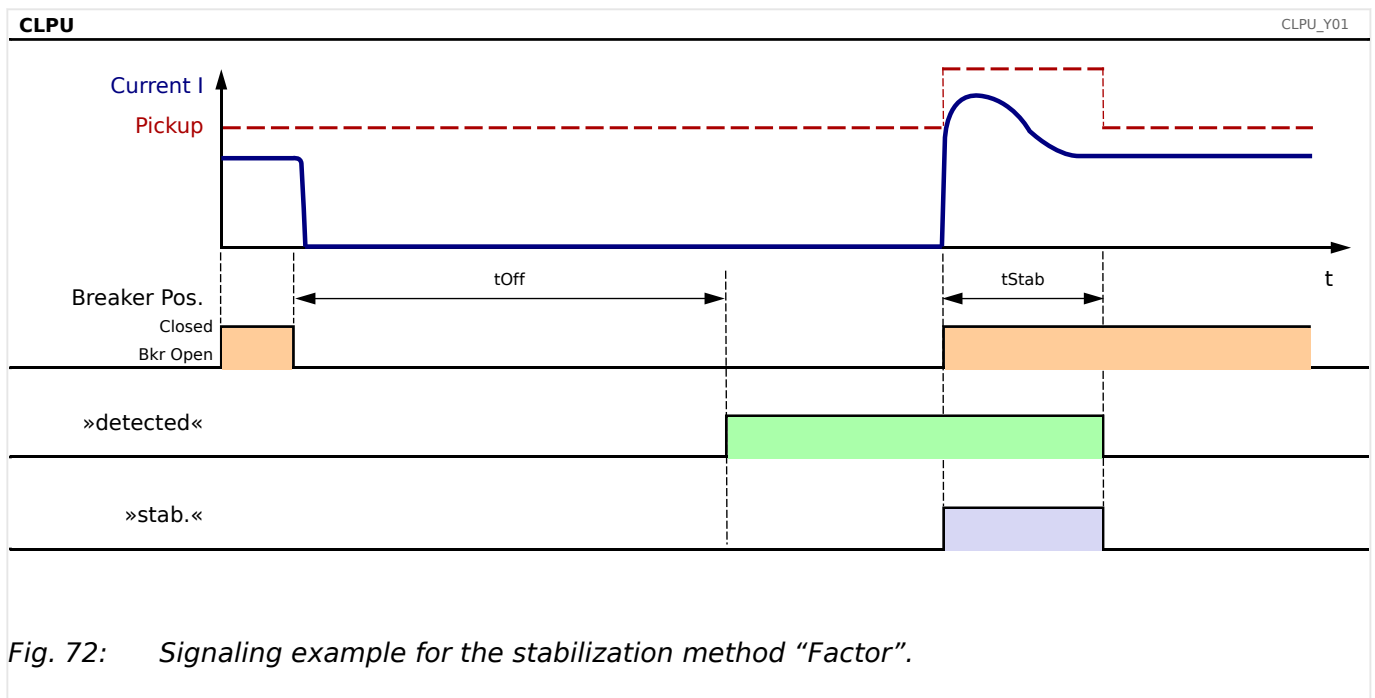 CLPU
CLPU_Y01
Current I
Pickup
t
tOff
tStab
Breaker Pos.
Closed
Bkr Open
»detected«
»stab.«
Fig. 72: Signaling example for the stabilization method “Factor”.